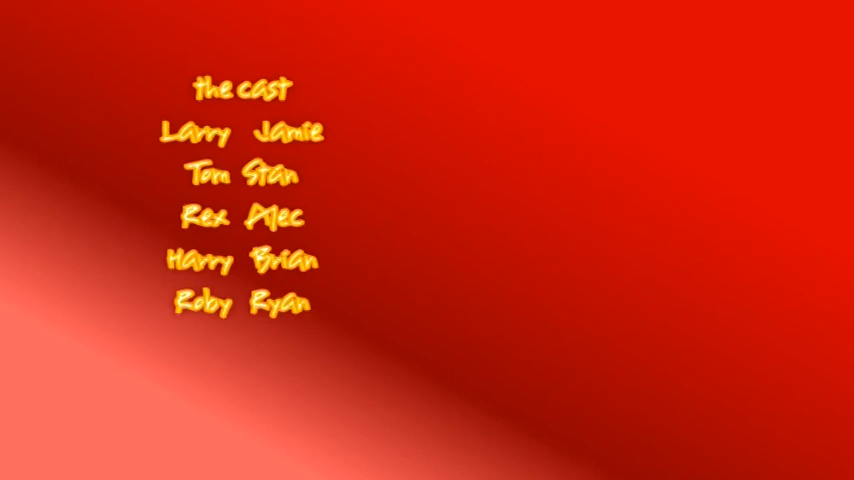 the cast
Larry Jamie
Tom Stan
Rex Alec
Harry Brian
Roby Ryan